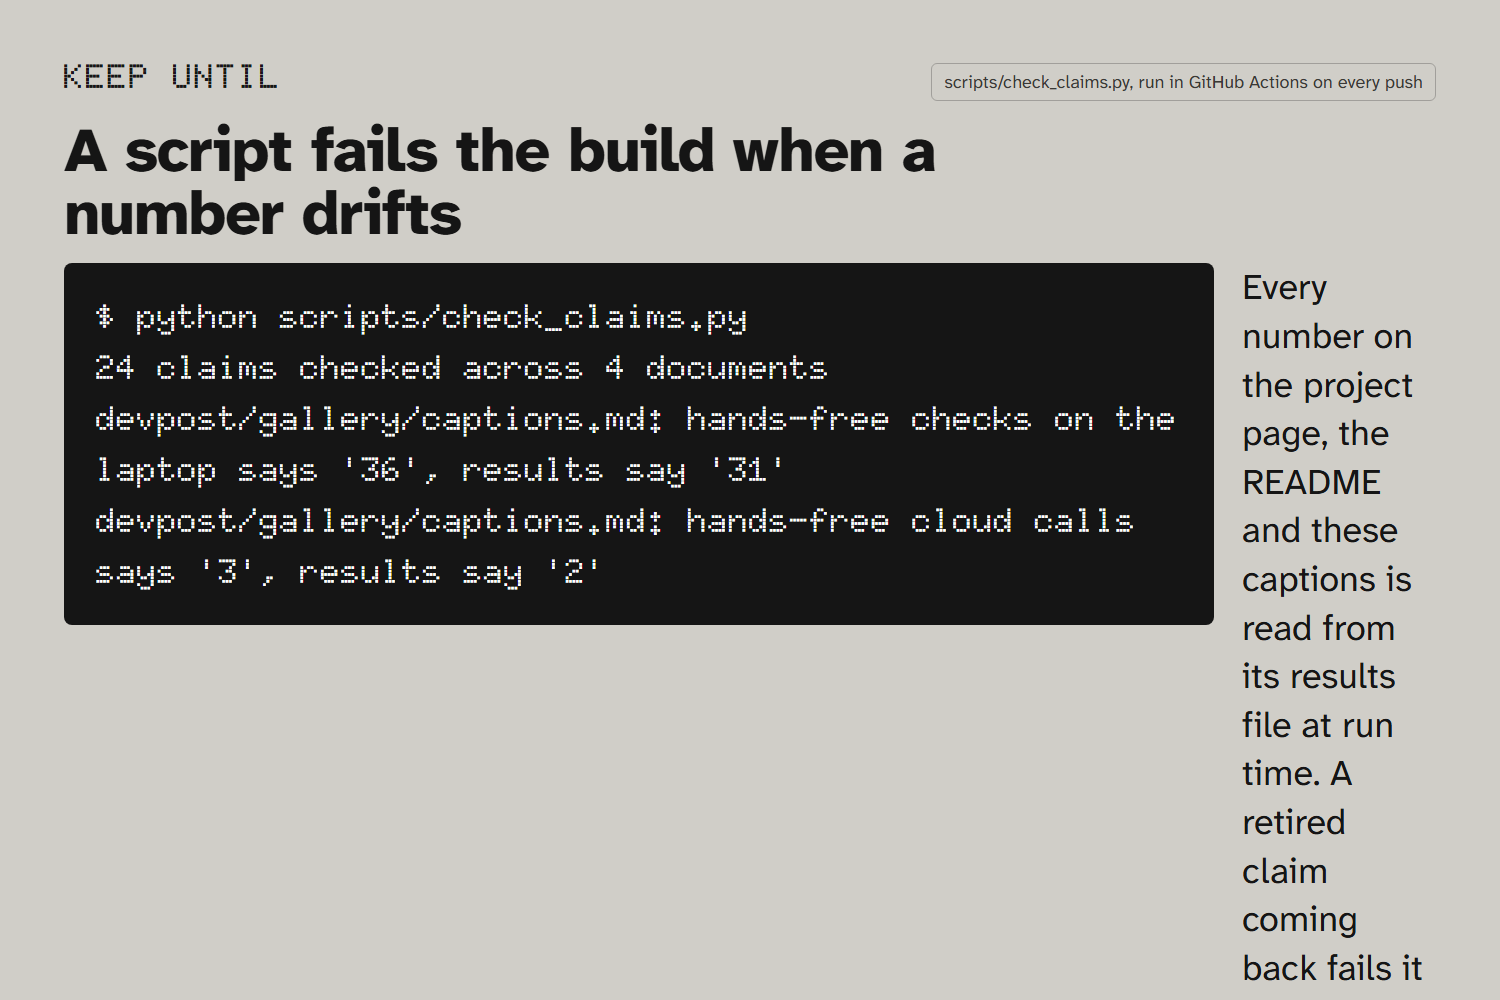 KEEP UNTIL
scripts/check_claims.py, run in GitHub Actions on every push
A script fails the build when a
number drifts
$ python scripts/check_claims.py
24 claims checked across 4 documents
devpost/gallery/captions.md: hands-free checks on the
laptop says '36', results say '31'
devpost/gallery/captions.md: hands-free cloud calls
says '3', results say '2'
Every
number on
the project
page, the
README
and these
captions is
read from
its results
file at run
time. A
retired
claim
coming
back fails it